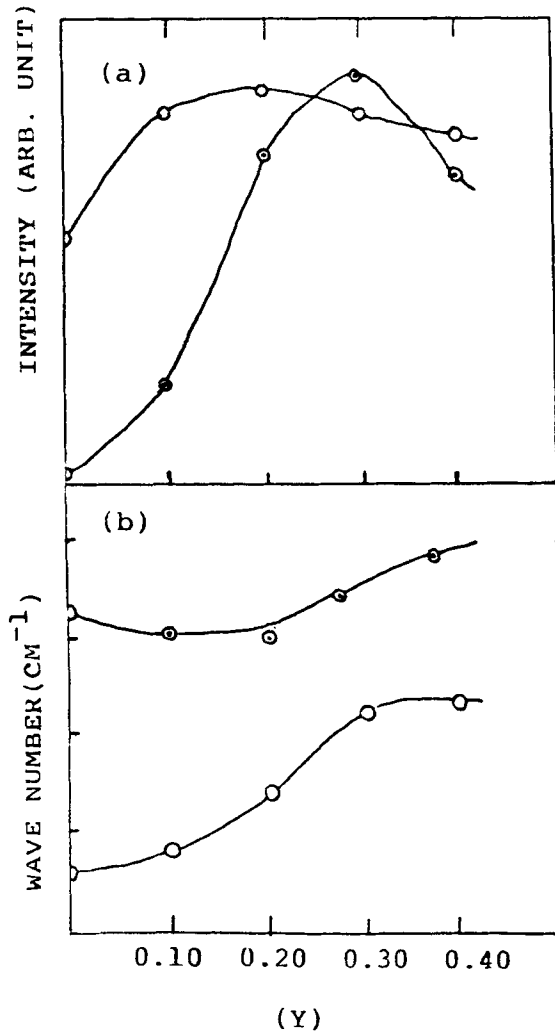 (a)
INTENSITY (ARB. UNIT)
(b)
WAVE NUMBER(CM⁻¹)
0.10 0.20 0.30 0.40
(Y)